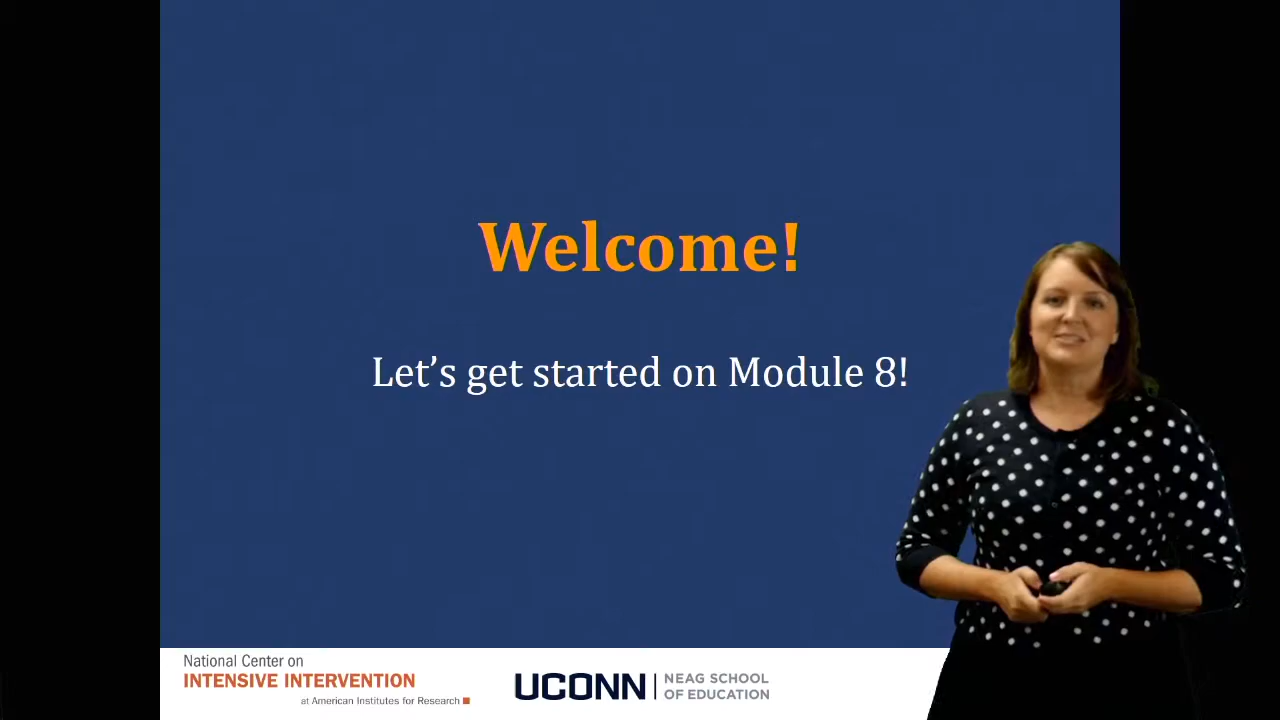 Welcome!
Let’s get started on Module 8!
National Center on
INTENSIVE INTERVENTION
at American Institutes for Research
UCONN
NEAG SCHOOL
OF EDUCATION